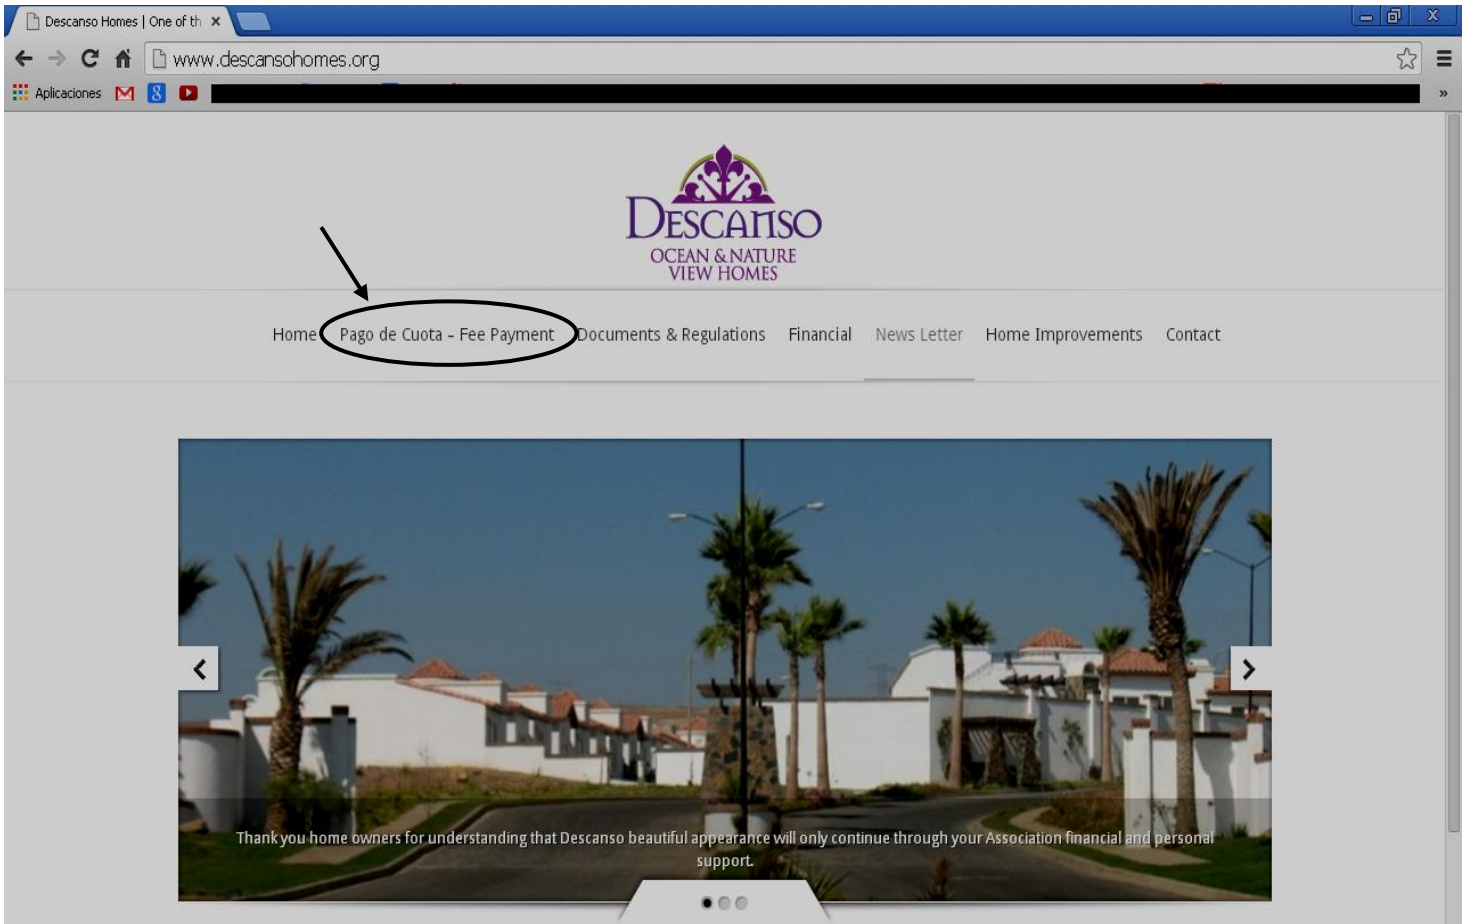 Descanso Homes | One of th
www.descansohomes.org
Aplicaciones
DESCANSO
OCEAN & NATURE
VIEW HOMES
Home Pago de Cuota - Fee Payment Documents & Regulations Financial News Letter Home Improvements Contact
Thank you home owners for understanding that Descanso beautiful appearance will only continue through your Association financial and personal
support.